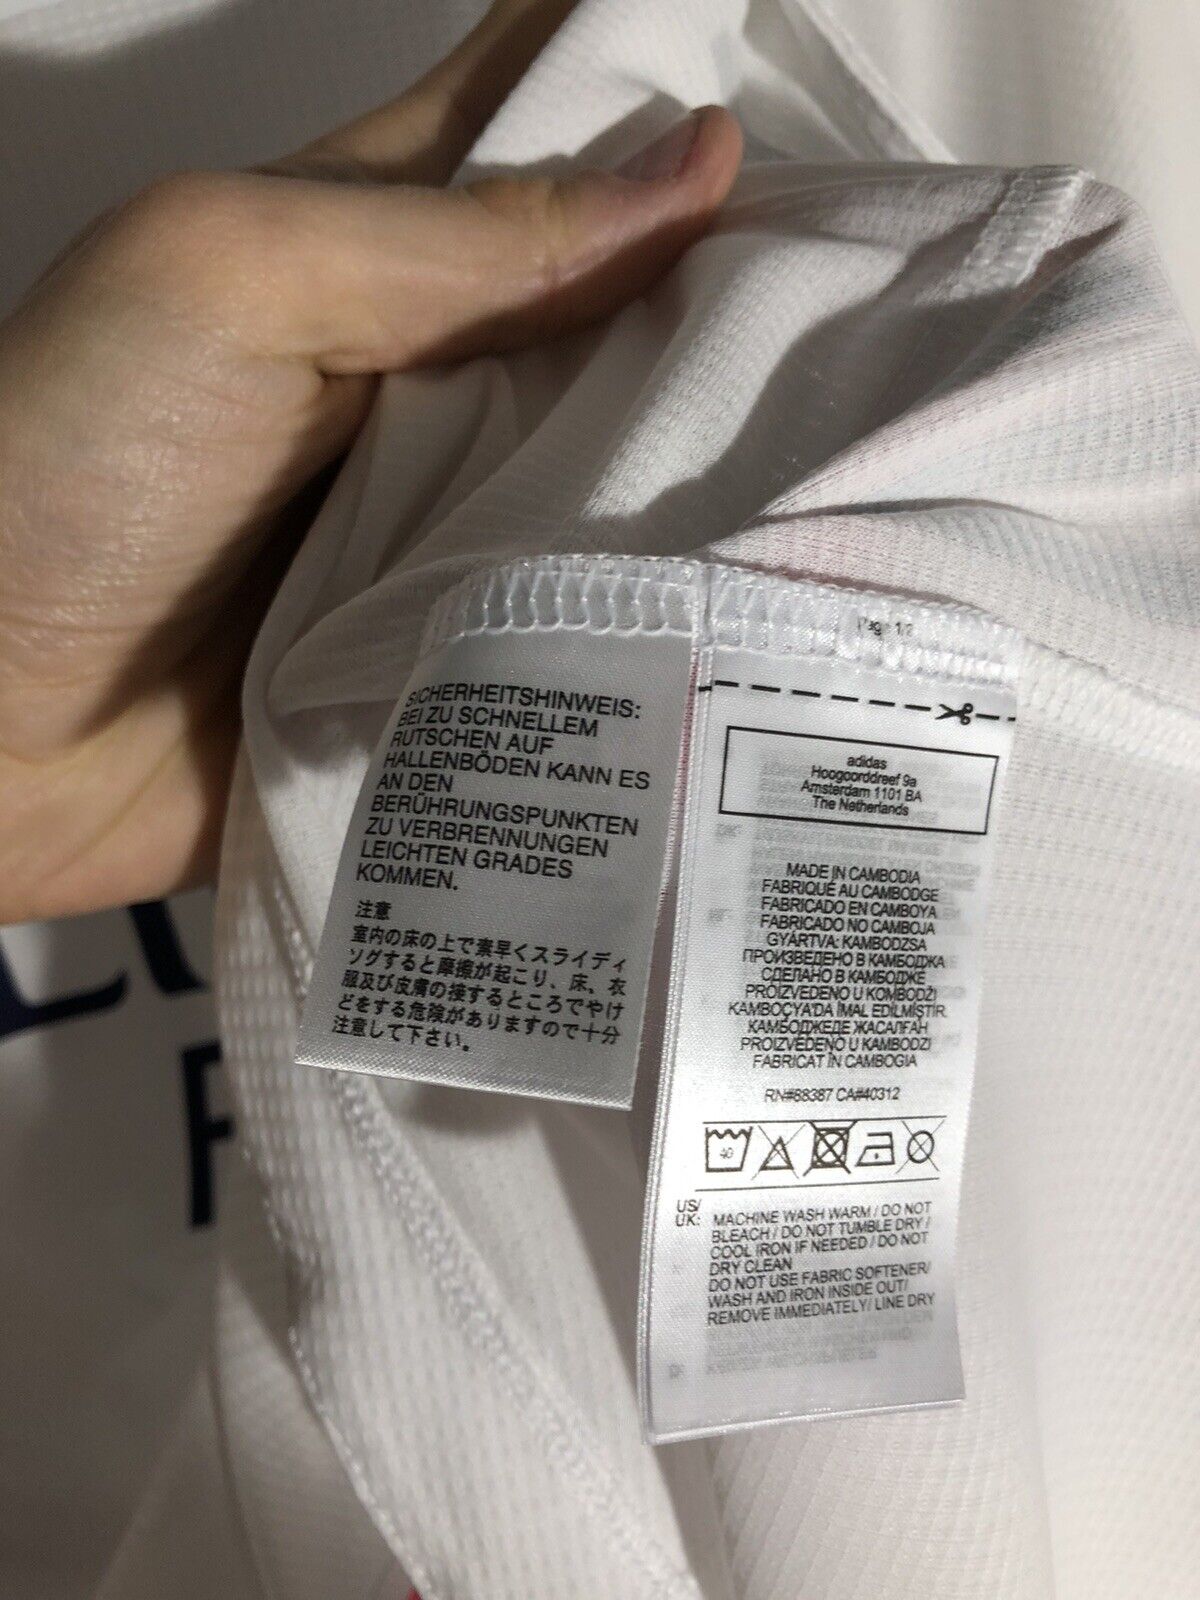 SICHERHEITSHINWEIS:
BEI ZU SCHNELLEM
RUTSCHEN AUF
HALLENBÖDEN KANN ES
AN DEN
BERÜHRUNGSPUNKTEN
ZU VERBRENNUNGEN
LEICHTEN GRADES
KOMMEN.
注意
室内の床の上で素早くスライディ
ングすると摩擦が起こり、床、衣
服及び皮膚の接するところでやけ
どをする危険がありますので十分
注意して下さい。
1/2
adidas
Hoogoorddreef 9a
Amsterdam 1101 BA
The Netherlands
MADE IN CAMBODIA
FABRIQUÉ AU CAMBODGE
FABRICADO EN CAMBOYA
FABRICADO NO CAMBOJA
GYÁRTVA: KAMBODZSA
ПРОИЗВЕДЕНО В КАМБОДЖА
СДЕЛАНО В КАМБОДЖЕ
PROIZVEDENO U KOMBODŽI
KAMBOÇYA'DA İMAL EDİLMİŞTİR.
КАМБОДЖЕДЕ ЖАСАЛҒАН
PROIZVEDENO U KAMBODZI
FABRICAT ÎN CAMBOGIA
RN#88387 CA#40312
40
US/
UK: MACHINE WASH WARM / DO NOT
BLEACH / DO NOT TUMBLE DRY /
COOL IRON IF NEEDED / DO NOT
DRY CLEAN
DO NOT USE FABRIC SOFTENER/
WASH AND IRON INSIDE OUT/
REMOVE IMMEDIATELY/ LINE DRY